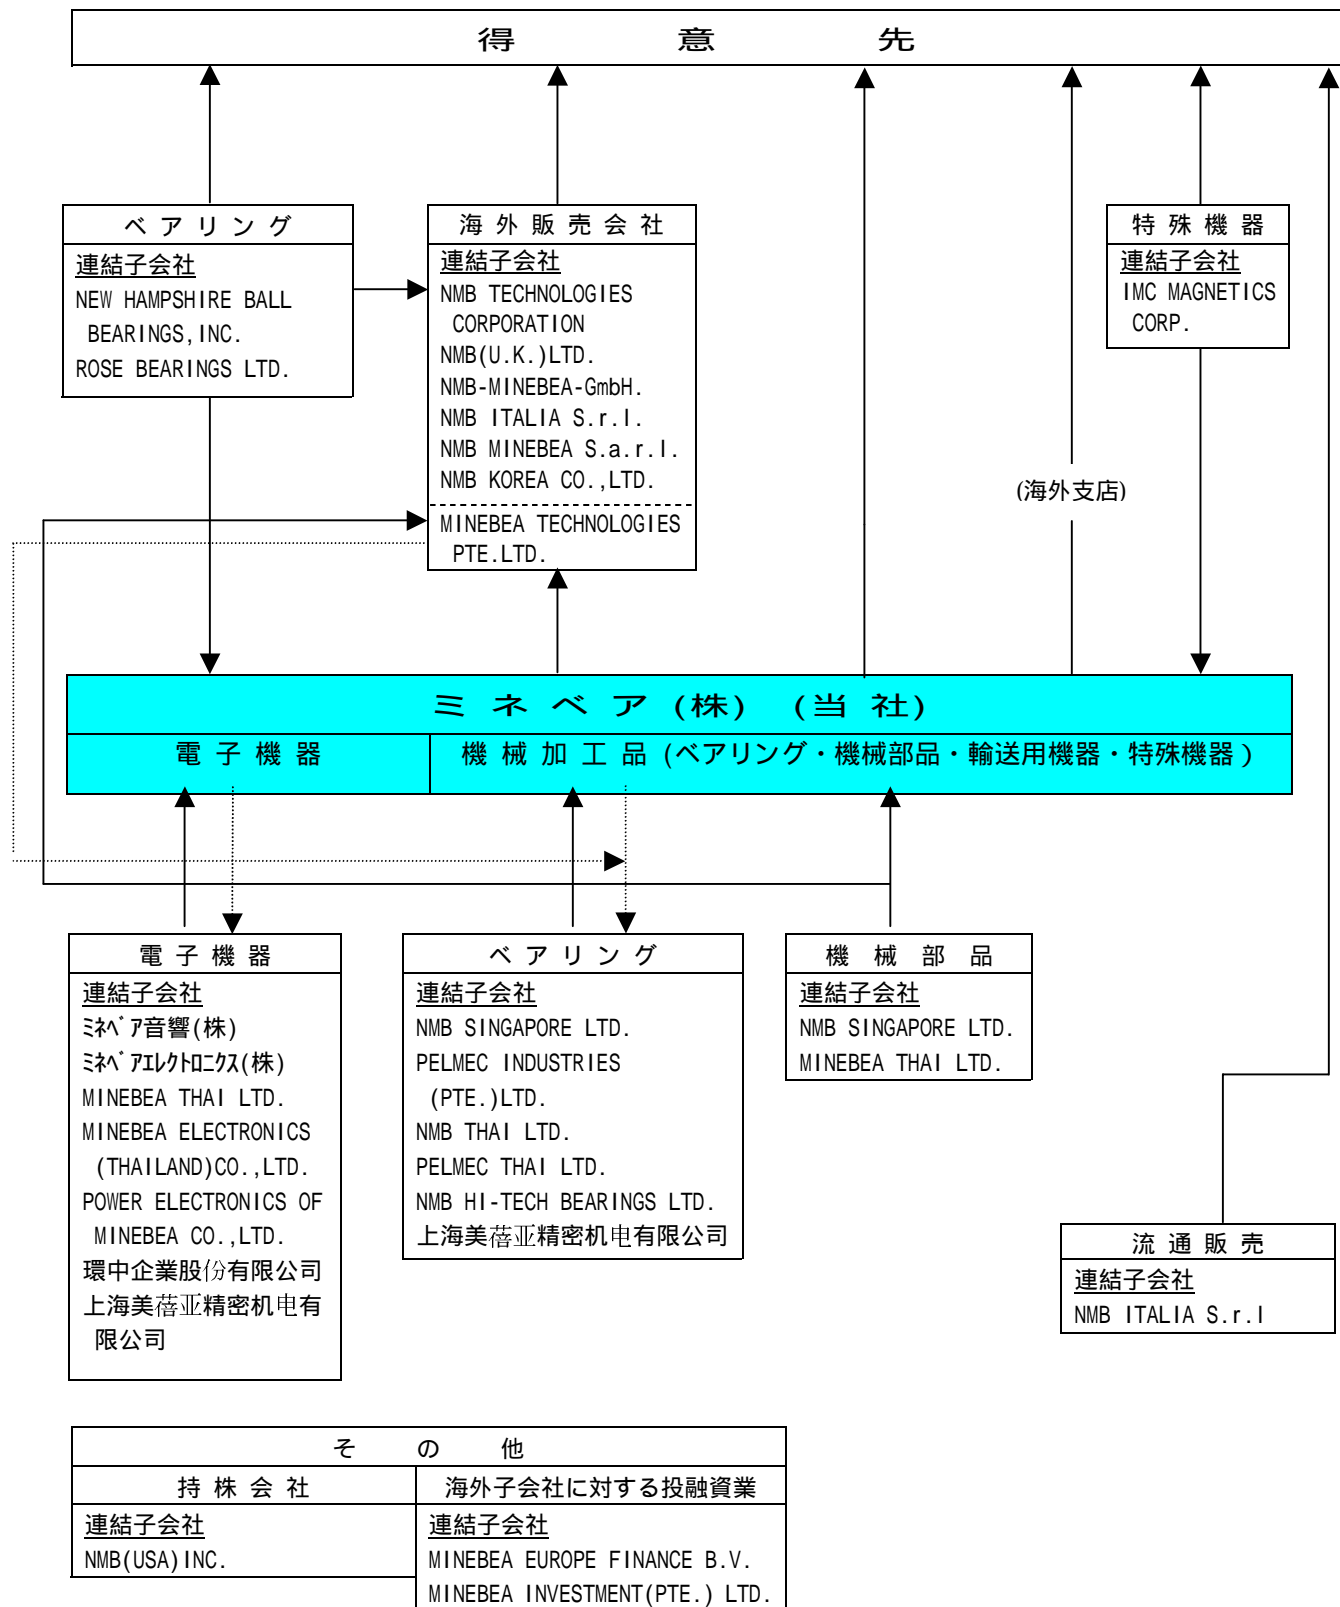 得意先
ベアリング
連結子会社
NEW HAMPSHIRE BALL
BEARINGS,INC.
ROSE BEARINGS LTD.
海外販売会社
連結子会社
NMB TECHNOLOGIES
CORPORATION
NMB(U.K.)LTD.
NMB-MINEBEA-GmbH.
NMB ITALIA S.r.l.
NMB MINEBEA S.a.r.l.
NMB KOREA CO.,LTD.
MINEBEA TECHNOLOGIES
PTE.LTD.
特殊機器
連結子会社
IMC MAGNETICS
CORP.
(海外支店)
ミネベア(株) (当社)
電子機器
機械加工品(ベアリング・機械部品・輸送用機器・特殊機器)
電子機器
連結子会社
ﾐﾈﾍﾞｱ音響(株)
ﾐﾈﾍﾞｱｴﾚｸﾄﾛﾆｸｽ(株)
MINEBEA THAI LTD.
MINEBEA ELECTRONICS
(THAILAND)CO.,LTD.
POWER ELECTRONICS OF
MINEBEA CO.,LTD.
環中企業股份有限公司
上海美蓓亚精密机电有
限公司
ベアリング
連結子会社
NMB SINGAPORE LTD.
PELMEC INDUSTRIES
(PTE.)LTD.
NMB THAI LTD.
PELMEC THAI LTD.
NMB HI-TECH BEARINGS LTD.
上海美蓓亚精密机电有限公司
機械部品
連結子会社
NMB SINGAPORE LTD.
MINEBEA THAI LTD.
流通販売
連結子会社
NMB ITALIA S.r.l
その他
持株会社
連結子会社
NMB(USA)INC.
海外子会社に対する投融資業
連結子会社
MINEBEA EUROPE FINANCE B.V.
MINEBEA INVESTMENT(PTE.) LTD.